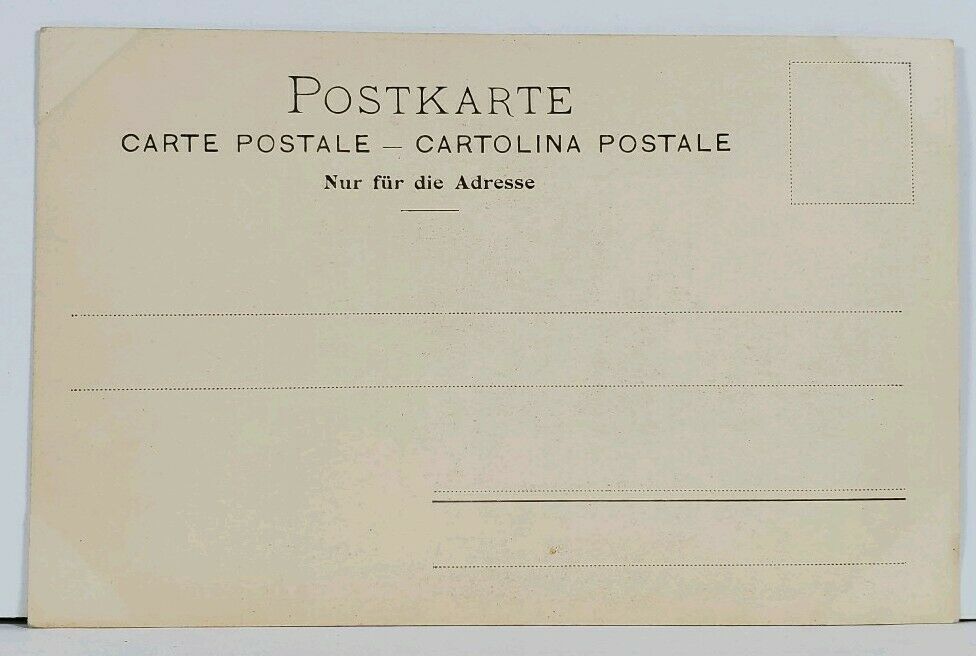 POSTKARTE
CARTE POSTALE – CARTOLINA POSTALE
Nur für die Adresse